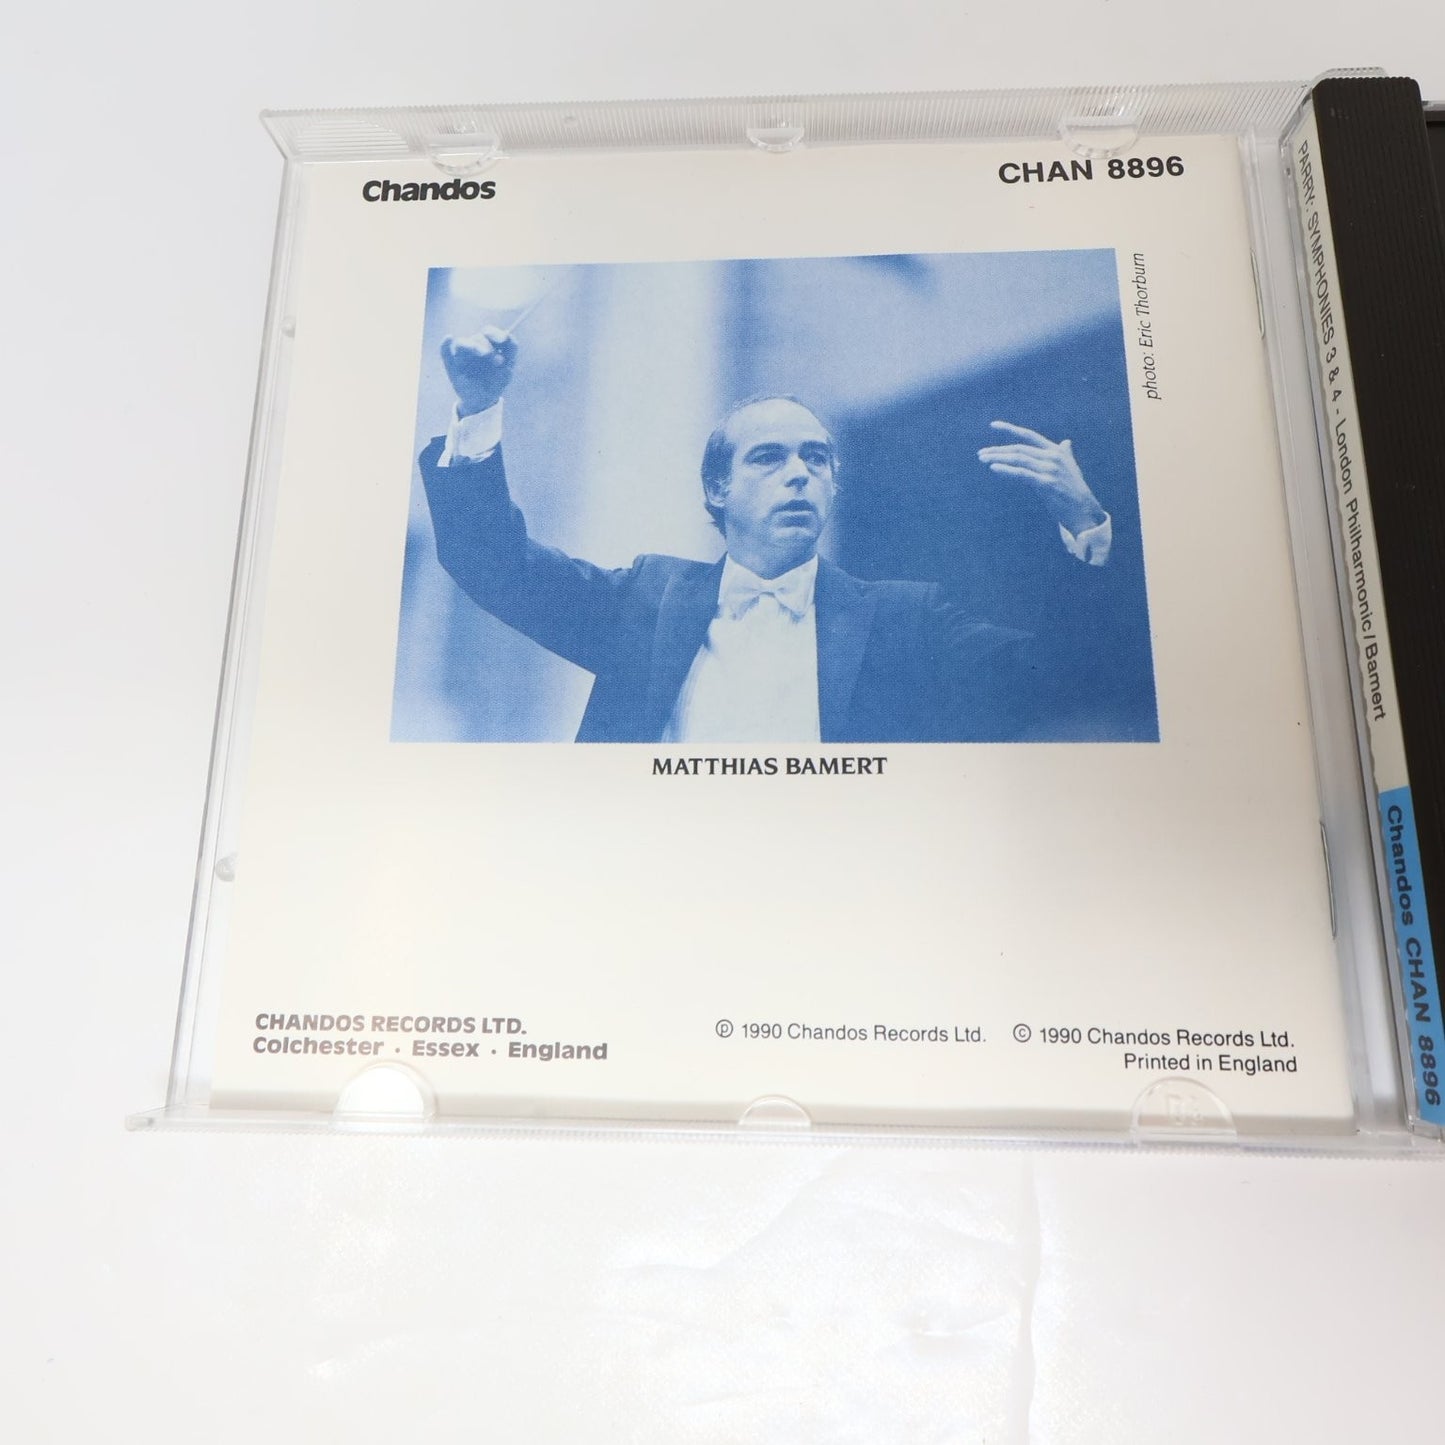 Chandos
CHAN 8896
photo: Eric Thorburn
MATTHIAS BAMERT
CHANDOS RECORDS LTD.
Colchester · Essex · England
℗ 1990 Chandos Records Ltd. © 1990 Chandos Records Ltd.
Printed in England
PARRY: SYMPHONIES 3 & 4 - London Philharmonic/Bamert
Chandos CHAN 8896